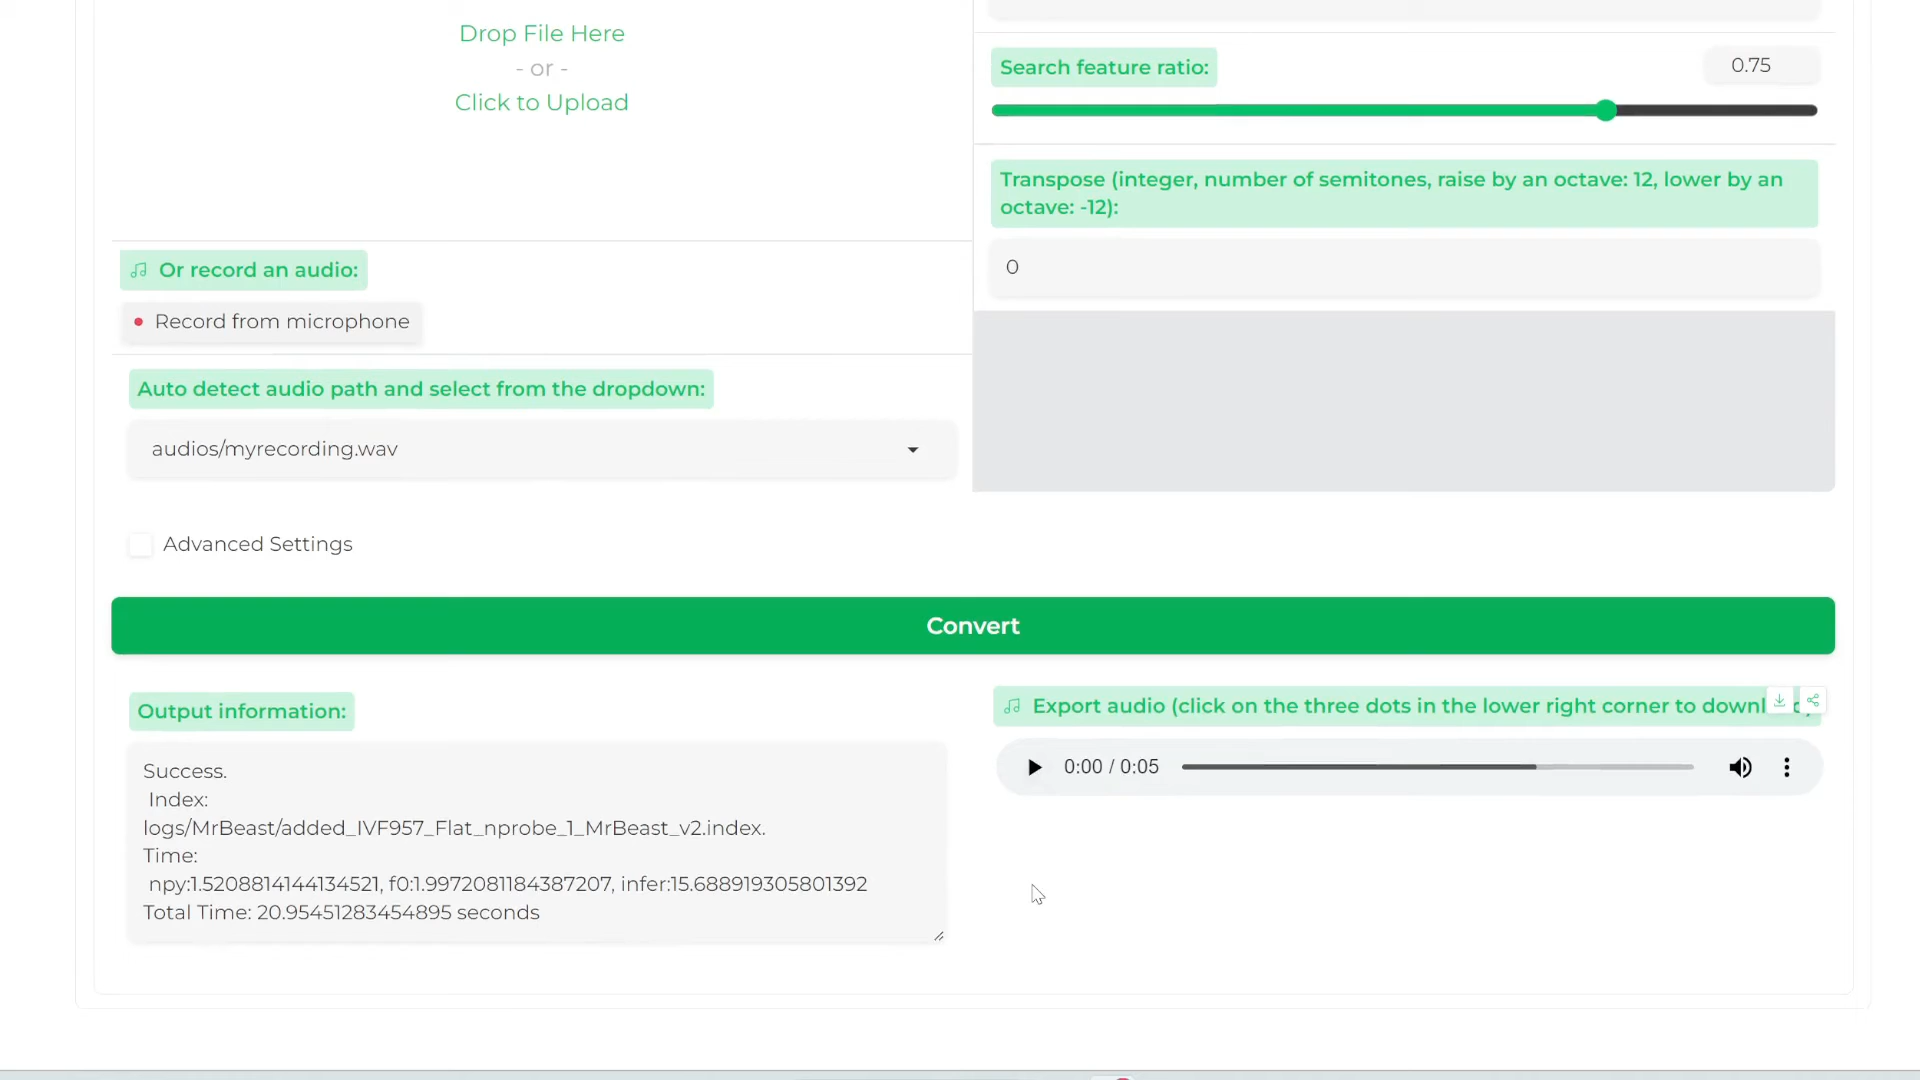 Drop File Here
- or -
Click to Upload
Or record an audio:
Record from microphone
Auto detect audio path and select from the dropdown:
audios/myrecording.wav
Search feature ratio:
0.75
Transpose (integer, number of semitones, raise by an octave: 12, lower by an
octave: -12):
0
Advanced Settings
Convert
Output information:
Success.
Index:
logs/MrBeast/added_IVF957_Flat_nprobe_1_MrBeast_v2.index.
Time:
npy:1.5208814144134521, f0:1.9972081184387207, infer:15.688919305801392
Total Time: 20.95451283454895 seconds
Export audio (click on the three dots in the lower right corner to downl
0:00 / 0:05